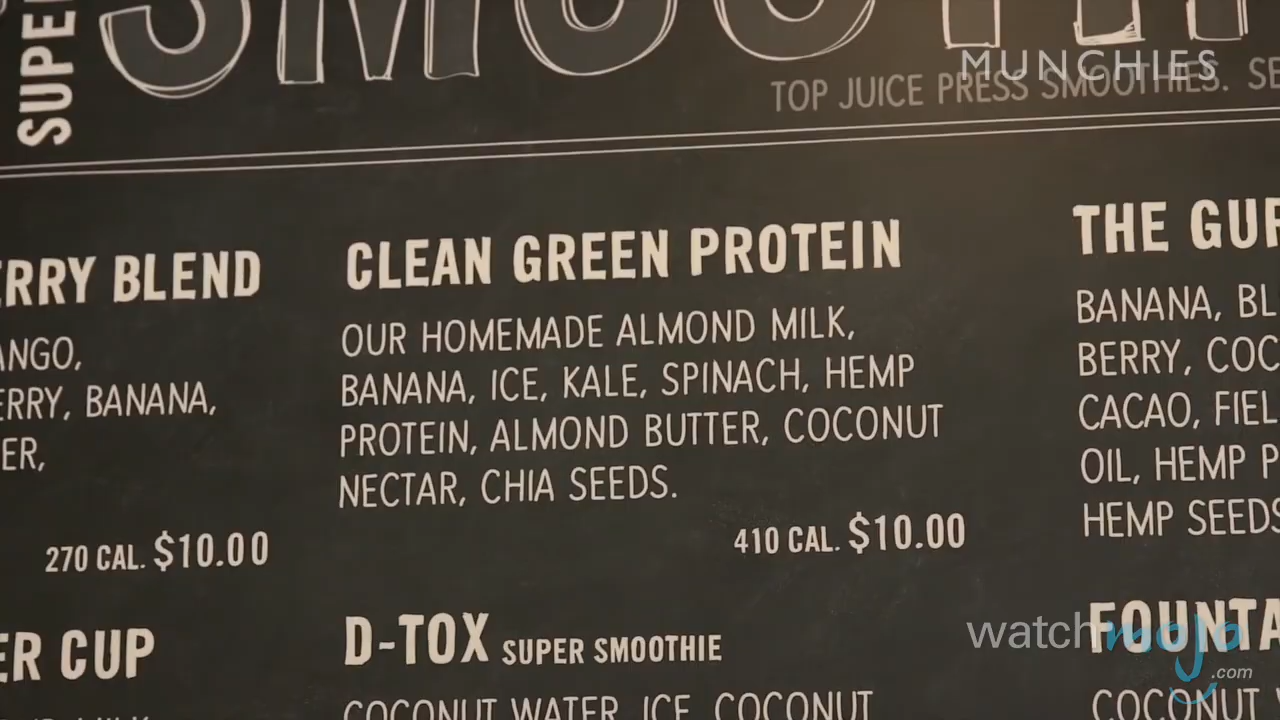 SUPER
SMOOTH
MUNCHIES
TOP JUICE PRESS SMOOTHIES. SE
ERRY BLEND
ANGO,
ERRY, BANANA,
ER,
270 CAL. $10.00
CLEAN GREEN PROTEIN
OUR HOMEMADE ALMOND MILK,
BANANA, ICE, KALE, SPINACH, HEMP
PROTEIN, ALMOND BUTTER, COCONUT
NECTAR, CHIA SEEDS.
410 CAL. $10.00
THE GUF
BANANA, BL
BERRY, COC
CACAO, FIEL
OIL, HEMP P
HEMP SEEDS
ER CUP
D-TOX SUPER SMOOTHIE
COCONUT WATER, ICE, COCONUT
FOUNTA
COCONUT W
watchmojo.com